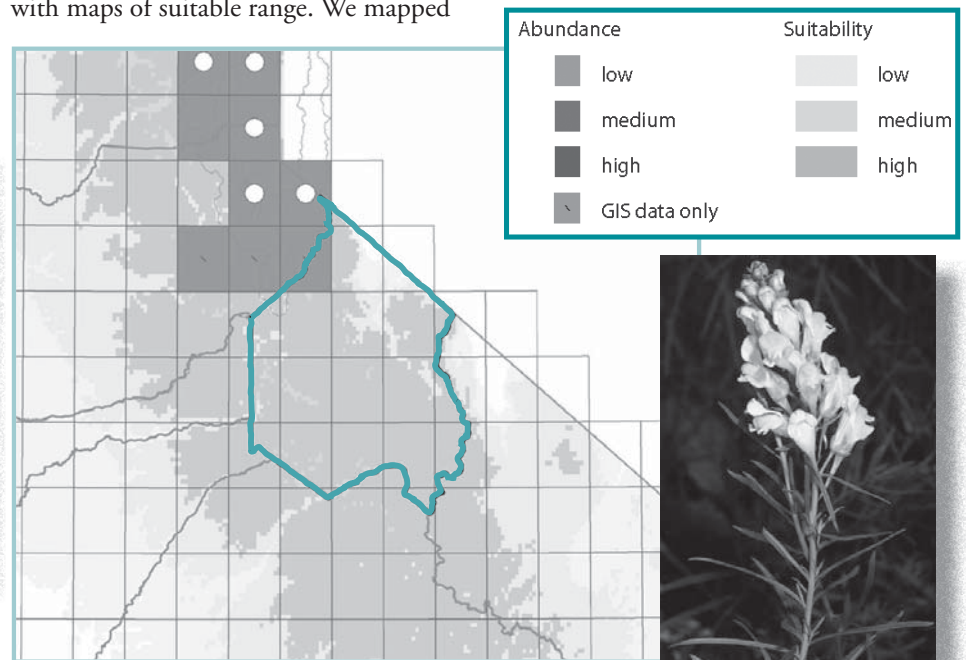 with maps of suitable range. We mapped
Abundance
Suitability
low
low
medium
medium
high
high
GIS data only